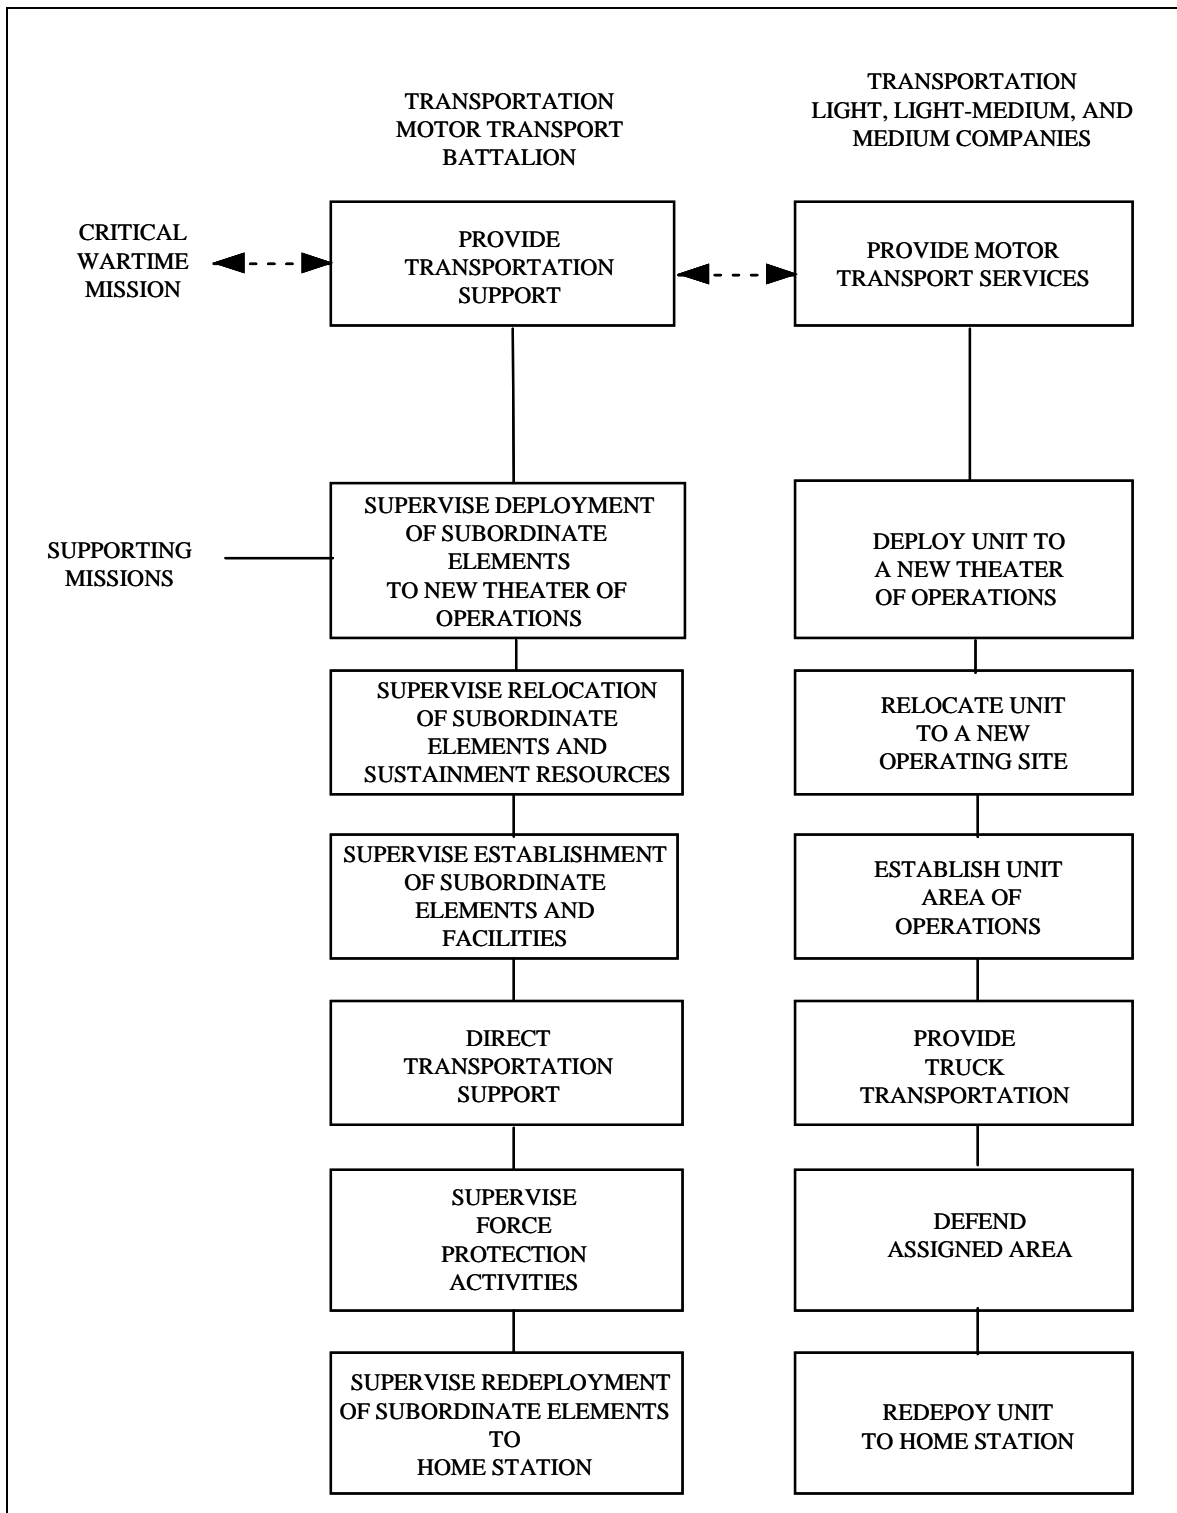 TRANSPORTATION
MOTOR TRANSPORT
BATTALION
TRANSPORTATION
LIGHT, LIGHT-MEDIUM, AND
MEDIUM COMPANIES
CRITICAL
WARTIME
MISSION
PROVIDE
TRANSPORTATION
SUPPORT
PROVIDE MOTOR
TRANSPORT SERVICES
SUPPORTING
MISSIONS
SUPERVISE DEPLOYMENT
OF SUBORDINATE
ELEMENTS
TO NEW THEATER OF
OPERATIONS
DEPLOY UNIT TO
A NEW THEATER
OF OPERATIONS
SUPERVISE RELOCATION
OF SUBORDINATE
ELEMENTS AND
SUSTAINMENT RESOURCES
RELOCATE UNIT
TO A NEW
OPERATING SITE
SUPERVISE ESTABLISHMENT
OF SUBORDINATE
ELEMENTS AND
FACILITIES
ESTABLISH UNIT
AREA OF
OPERATIONS
DIRECT
TRANSPORTATION
SUPPORT
PROVIDE
TRUCK
TRANSPORTATION
SUPERVISE
FORCE
PROTECTION
ACTIVITIES
DEFEND
ASSIGNED AREA
SUPERVISE REDEPLOYMENT
OF SUBORDINATE ELEMENTS
TO
HOME STATION
REDEPOY UNIT
TO HOME STATION